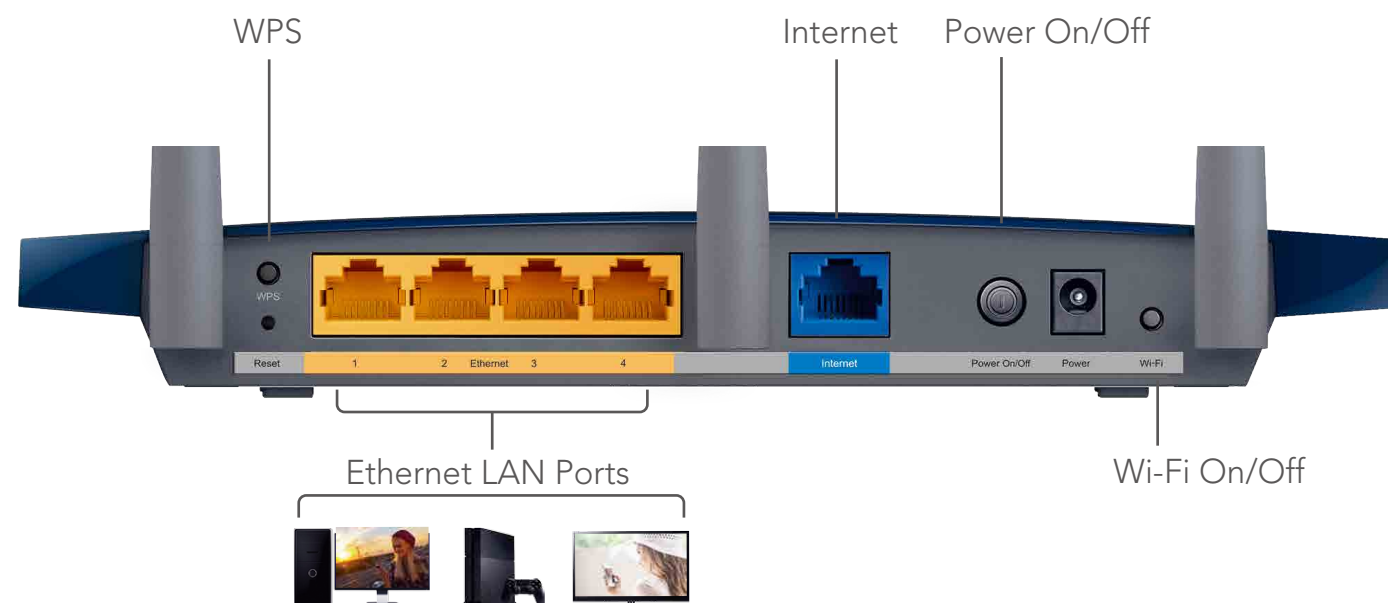 WPS
Internet
Power On/Off
WPS
Reset
1
2
Ethernet
3
4
Internet
Power On/Off
Power
Wi-Fi
Ethernet LAN Ports
Wi-Fi On/Off